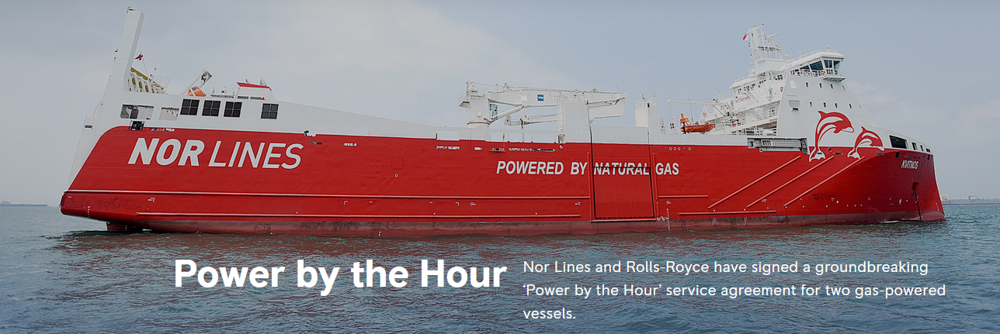 NOR LINES
POWERED BY NATURAL GAS
KVITNOS
Power by the Hour
Nor Lines and Rolls-Royce have signed a groundbreaking
‘Power by the Hour’ service agreement for two gas-powered
vessels.